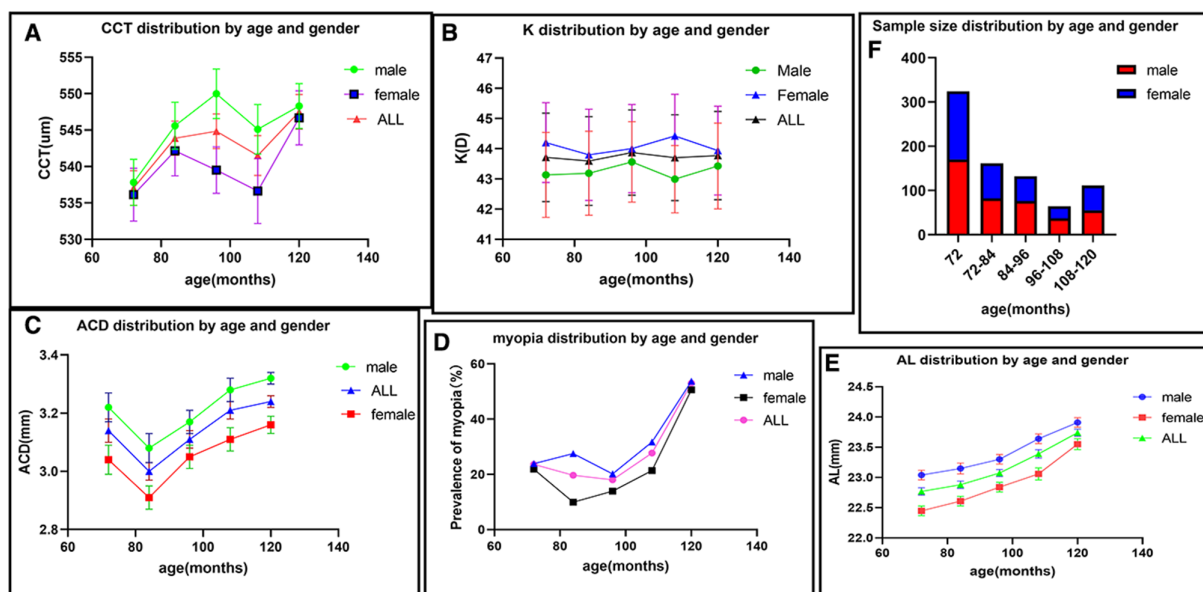 A
CCT distribution by age and gender
555
550
545
540
535
530
CCT(um)
60
80
100
120
140
age(months)
male
female
ALL
B
K distribution by age and gender
46
45
44
43
42
41
K(D)
60
80
100
120
140
age(months)
Male
Female
ALL
Sample size distribution by age and gender
F
400
300
200
100
0
72
72-84
84-96
96-108
108-120
age(months)
male
female
C
ACD distribution by age and gender
3.4
3.2
3.0
2.8
ACD(mm)
60
80
100
120
140
age(months)
male
ALL
female
D
myopia distribution by age and gender
60
40
20
0
Prevalence of myopia(%)
60
80
100
120
140
age(months)
male
female
ALL
E
AL distribution by age and gender
24.5
24.0
23.5
23.0
22.5
22.0
AL(mm)
60
80
100
120
140
age(months)
male
female
ALL